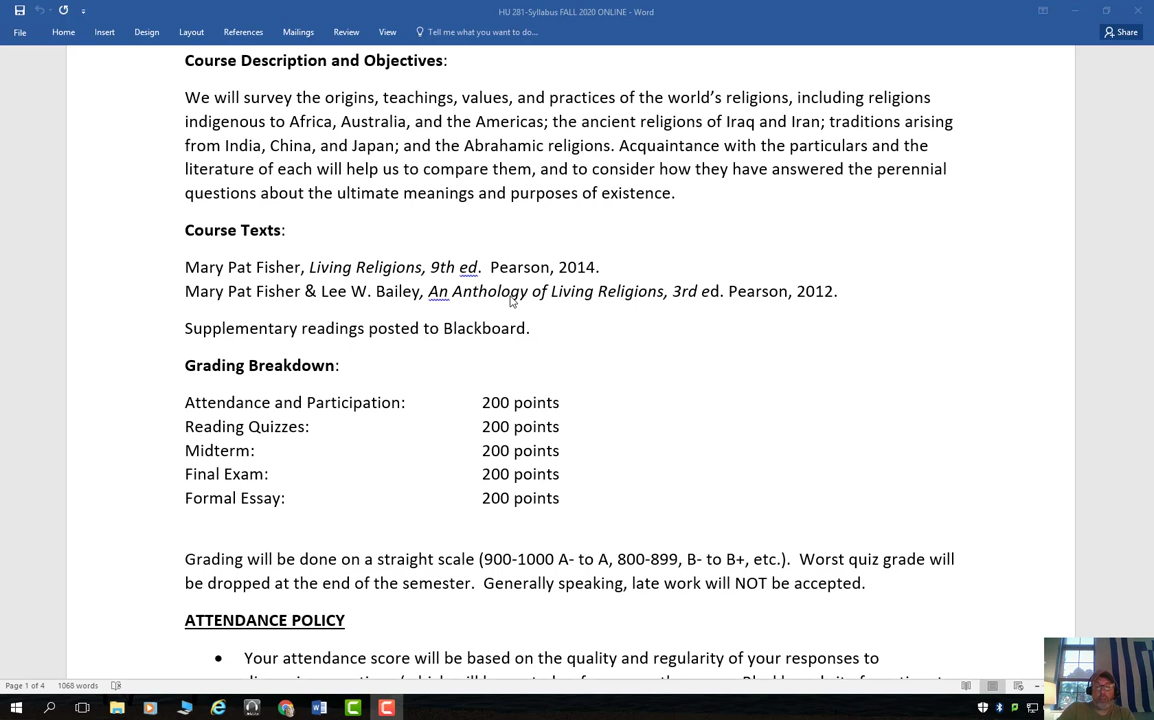 HU 281-Syllabus FALL 2020 ONLINE - Word
File Home Insert Design Layout References Mailings Review View Tell me what you want to do... Share
Course Description and Objectives:
We will survey the origins, teachings, values, and practices of the world's religions, including religions
indigenous to Africa, Australia, and the Americas; the ancient religions of Iraq and Iran; traditions arising
from India, China, and Japan; and the Abrahamic religions. Acquaintance with the particulars and the
literature of each will help us to compare them, and to consider how they have answered the perennial
questions about the ultimate meanings and purposes of existence.
Course Texts:
Mary Pat Fisher, Living Religions, 9th ed. Pearson, 2014.
Mary Pat Fisher & Lee W. Bailey, An Anthology of Living Religions, 3rd ed. Pearson, 2012.
Supplementary readings posted to Blackboard.
Grading Breakdown:
Attendance and Participation: 200 points
Reading Quizzes: 200 points
Midterm: 200 points
Final Exam: 200 points
Formal Essay: 200 points
Grading will be done on a straight scale (900-1000 A- to A, 800-899, B- to B+, etc.). Worst quiz grade will
be dropped at the end of the semester. Generally speaking, late work will NOT be accepted.
ATTENDANCE POLICY
• Your attendance score will be based on the quality and regularity of your responses to
Page 1 of 4 1068 words